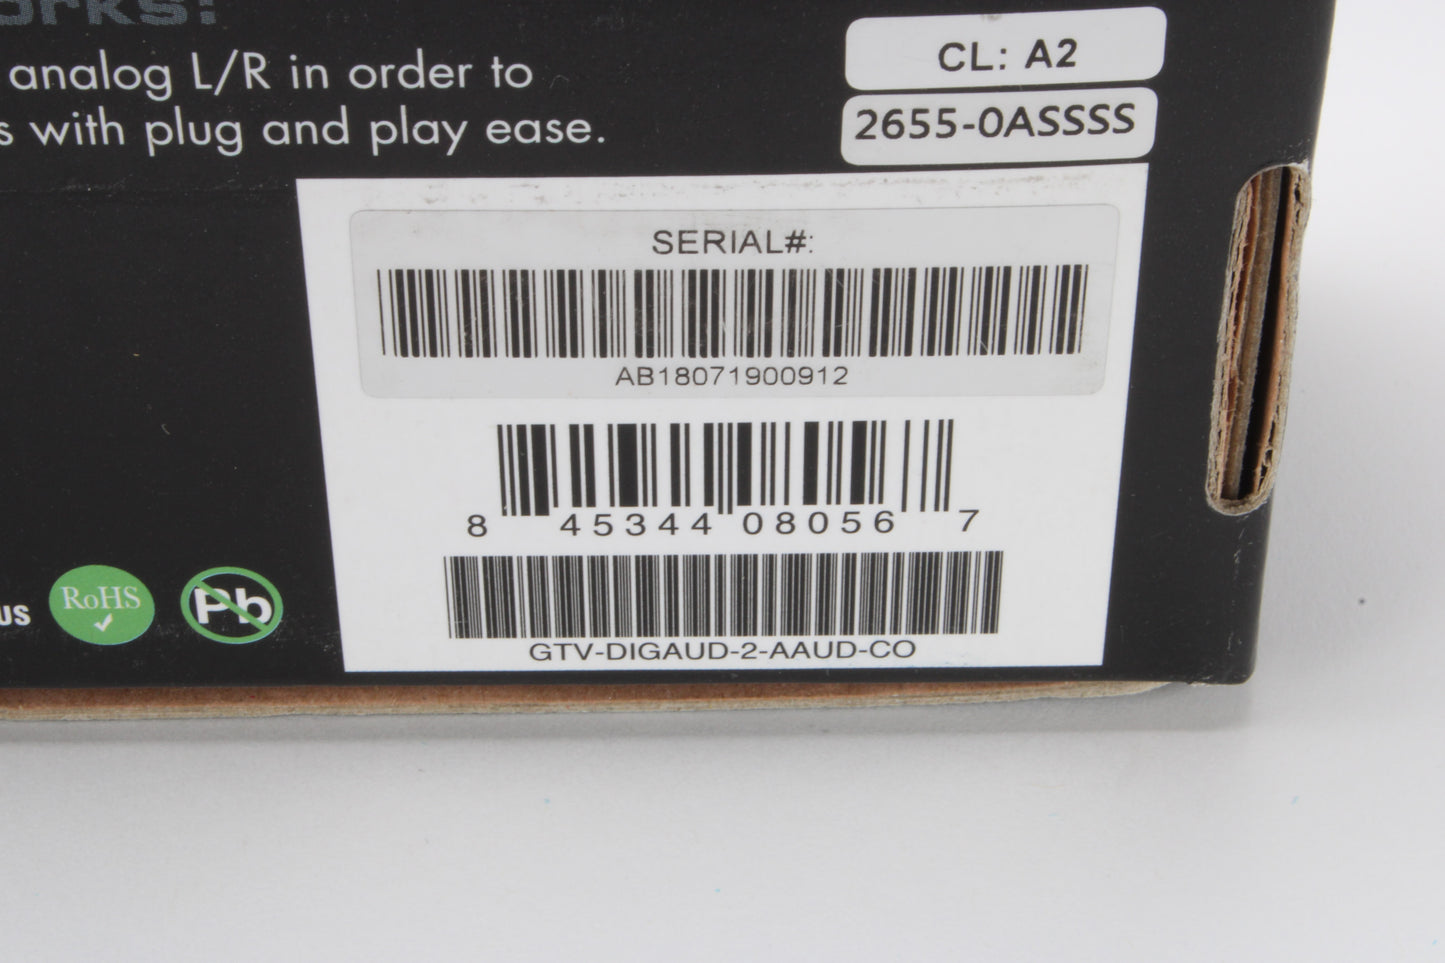 orks!
analog L/R in order to
s with plug and play ease.
CL: A2
2655-0ASSSS
SERIAL#:
AB18071900912
8 45344 08056 7
GTV-DIGAUD-2-AAUD-CO
US
RoHS
Pb